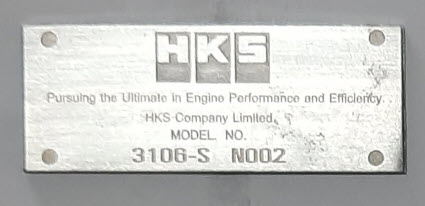 HKS
Pursuing the Ultimate in Engine Performance and Efficiency.
HKS Company Limited.
MODEL. NO.
3106-S N002